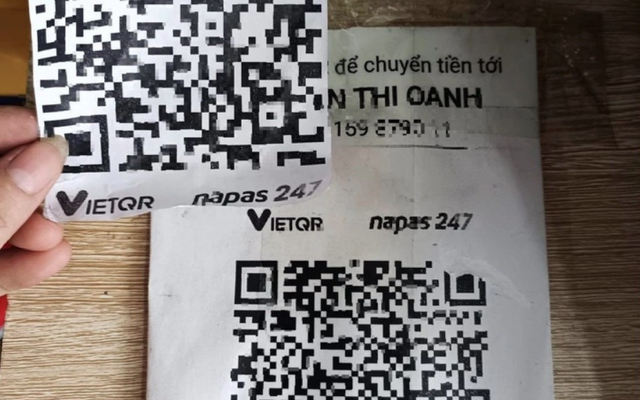 để chuyển tiền tới
N THI OANH
VIETQR napas 247
VIETQR napas 247